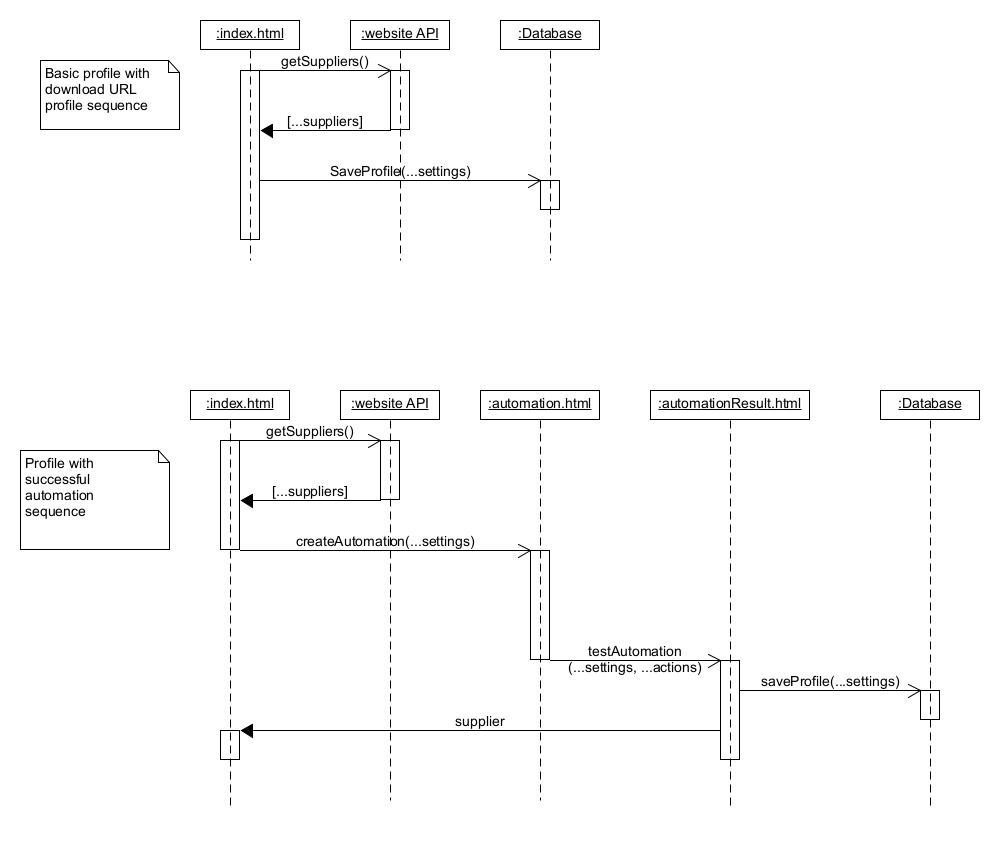 :index.html
:website API
:Database
Basic profile with
download URL
profile sequence
getSuppliers()
[...suppliers]
SaveProfile(...settings)
:index.html
:website API
:automation.html
:automationResult.html
:Database
Profile with
successful
automation
sequence
getSuppliers()
[...suppliers]
createAutomation(...settings)
testAutomation
(...settings, ...actions)
saveProfile(...settings)
supplier